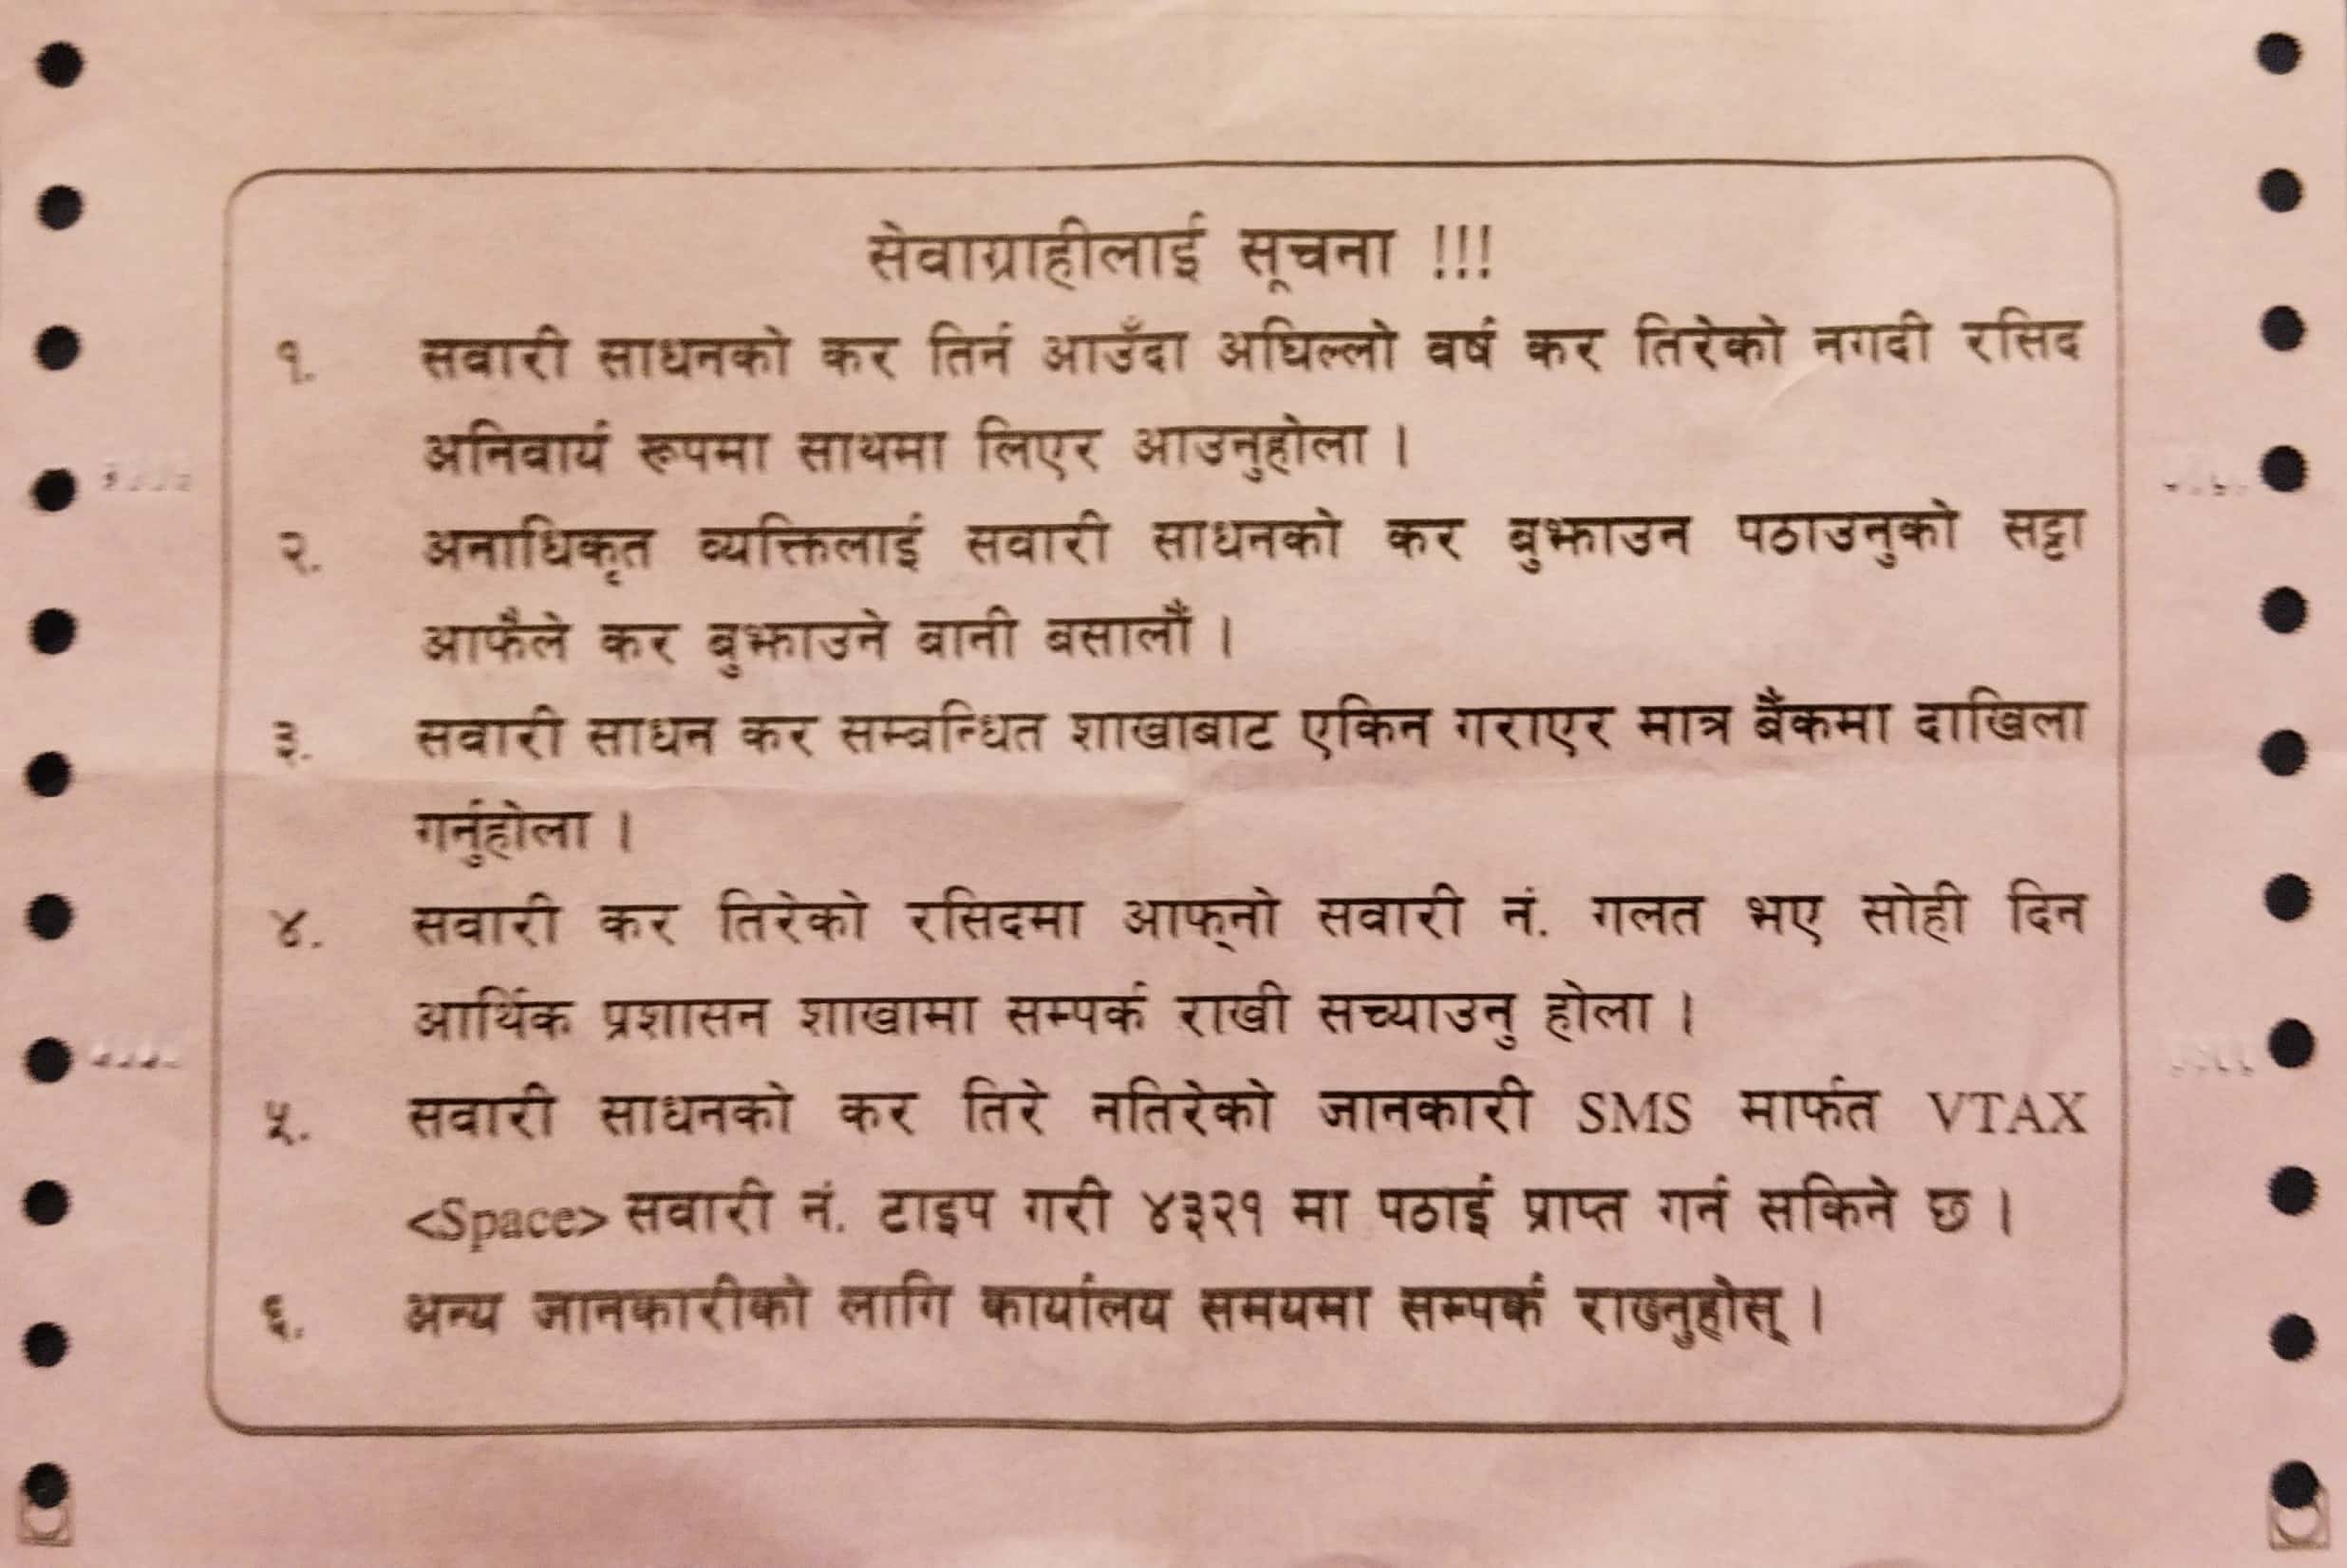 सेवाग्राहीलाई सूचना !!!
१. सवारी साधनको कर तिर्न आउँदा अघिल्लो वर्ष कर तिरेको नगदी रसिद
अनिवार्य रूपमा साथमा लिएर आउनुहोला ।
२. अनाधिकृत व्यक्तिलाई सवारी साधनको कर बुझाउन पठाउनुको सट्टा
आफैले कर बुझाउने बानी बसालौं ।
३. सवारी साधन कर सम्बन्धित शाखाबाट एकिन गराएर मात्र बैंकमा दाखिला
गर्नुहोला ।
४. सवारी कर तिरेको रसिदमा आफ्‌नो सवारी नं. गलत भए सोही दिन
आर्थिक प्रशासन शाखामा सम्पर्क राखी सच्याउनु होला ।
५. सवारी साधनको कर तिरे नतिरेको जानकारी SMS मार्फत VTAX
<Space> सवारी नं. टाइप गरी ४३२१ मा पठाई प्राप्त गर्न सकिने छ ।
६. अन्य जानकारीको लागि कार्यालय समयमा सम्पर्क राख्नुहोस् ।